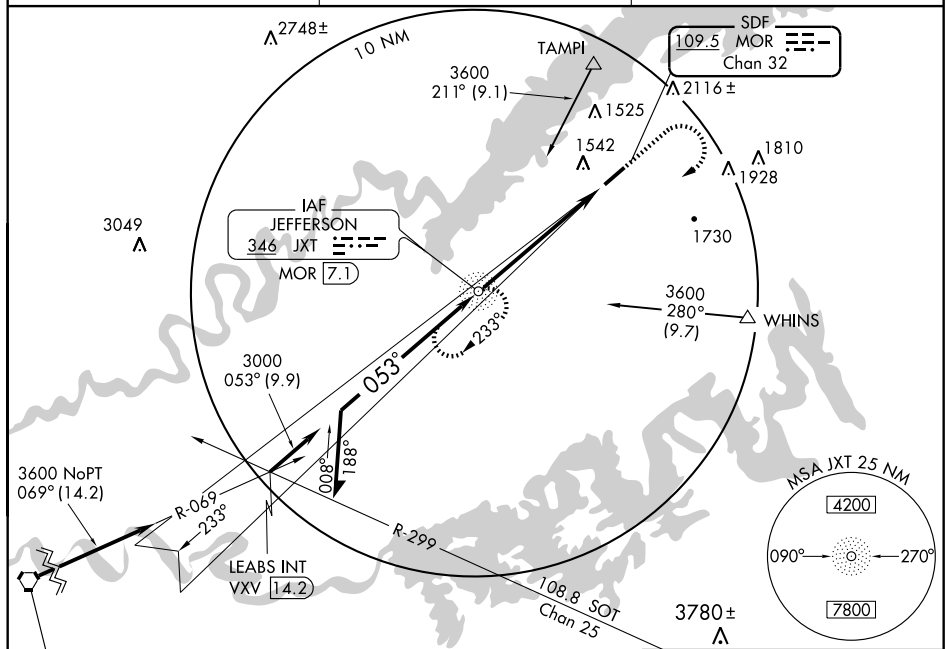 2748±
10 NM
TAMPI
SDF
109.5 MOR
Chan 32
3600
211° (9.1)
2116 ±
1525
1542
1810
1928
3049
IAF
JEFFERSON
346 JXT
MOR 7.1
1730
3600
280°
(9.7)
WHINS
233°
3000
053° (9.9)
053°
008°
188°
3600 NoPT
069° (14.2)
R-069
233°
R-299
LEABS INT
VXV 14.2
108.8 SOT
Chan 25
3780±
MSA JXT 25 NM
4200
090°
270°
7800